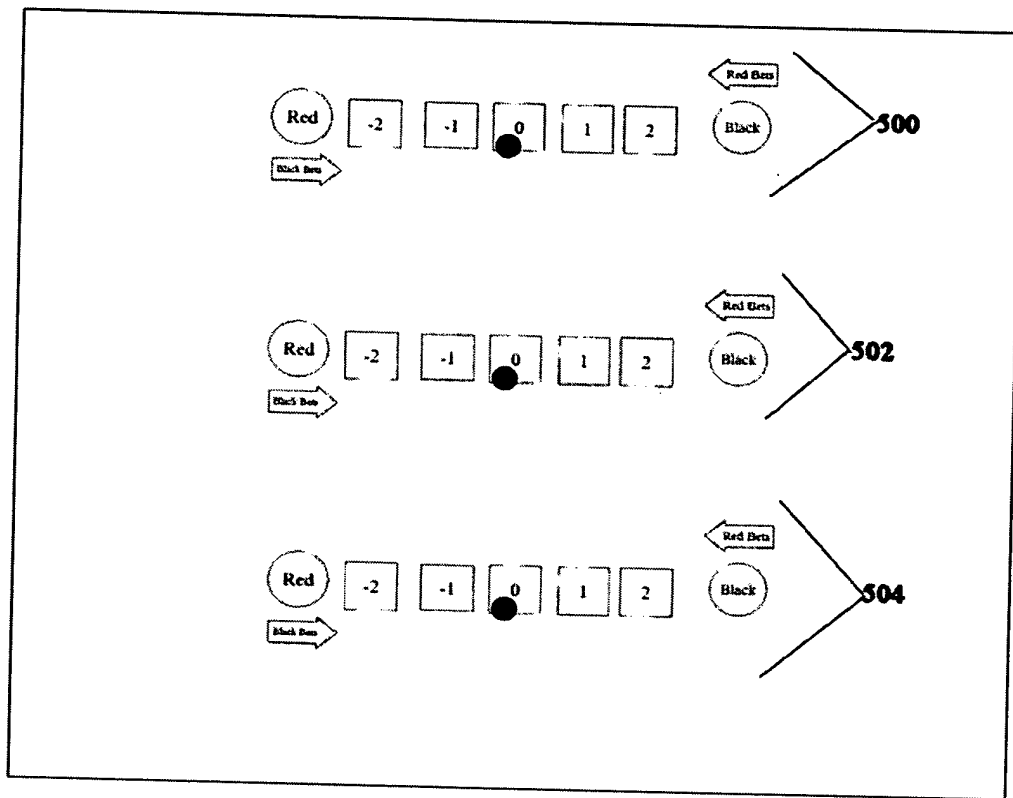 Red Bets
Red -2 -1 0 1 2 Black 500
Black Bets
Red Bets
Red -2 -1 0 1 2 Black 502
Black Bets
Red Bets
Red -2 -1 0 1 2 Black 504
Black Bets